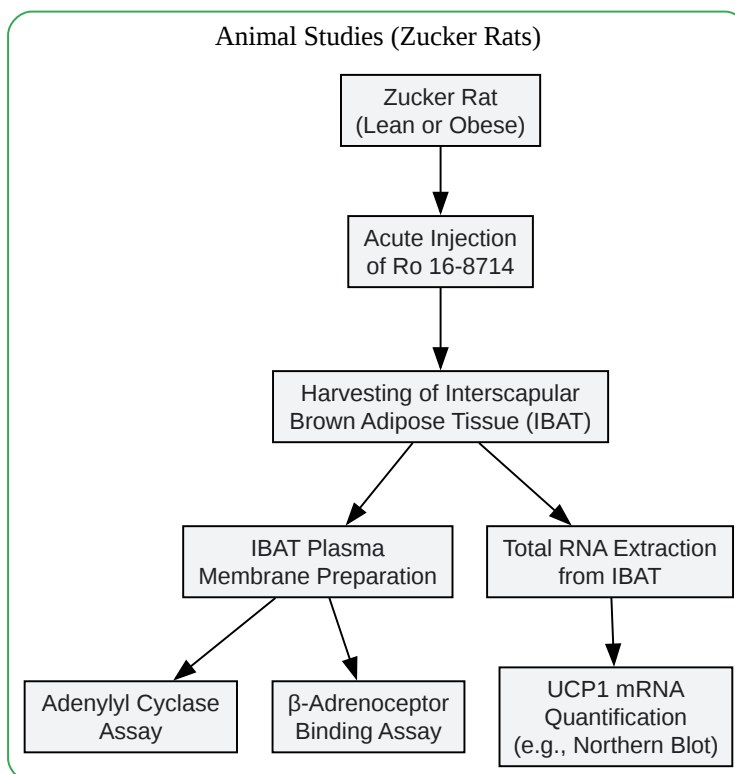 Animal Studies (Zucker Rats)
Zucker Rat
(Lean or Obese)
Acute Injection
of Ro 16-8714
Harvesting of Interscapular
Brown Adipose Tissue (IBAT)
IBAT Plasma
Membrane Preparation
Total RNA Extraction
from IBAT
Adenylyl Cyclase
Assay
β-Adrenoceptor
Binding Assay
UCP1 mRNA
Quantification
(e.g., Northern Blot)